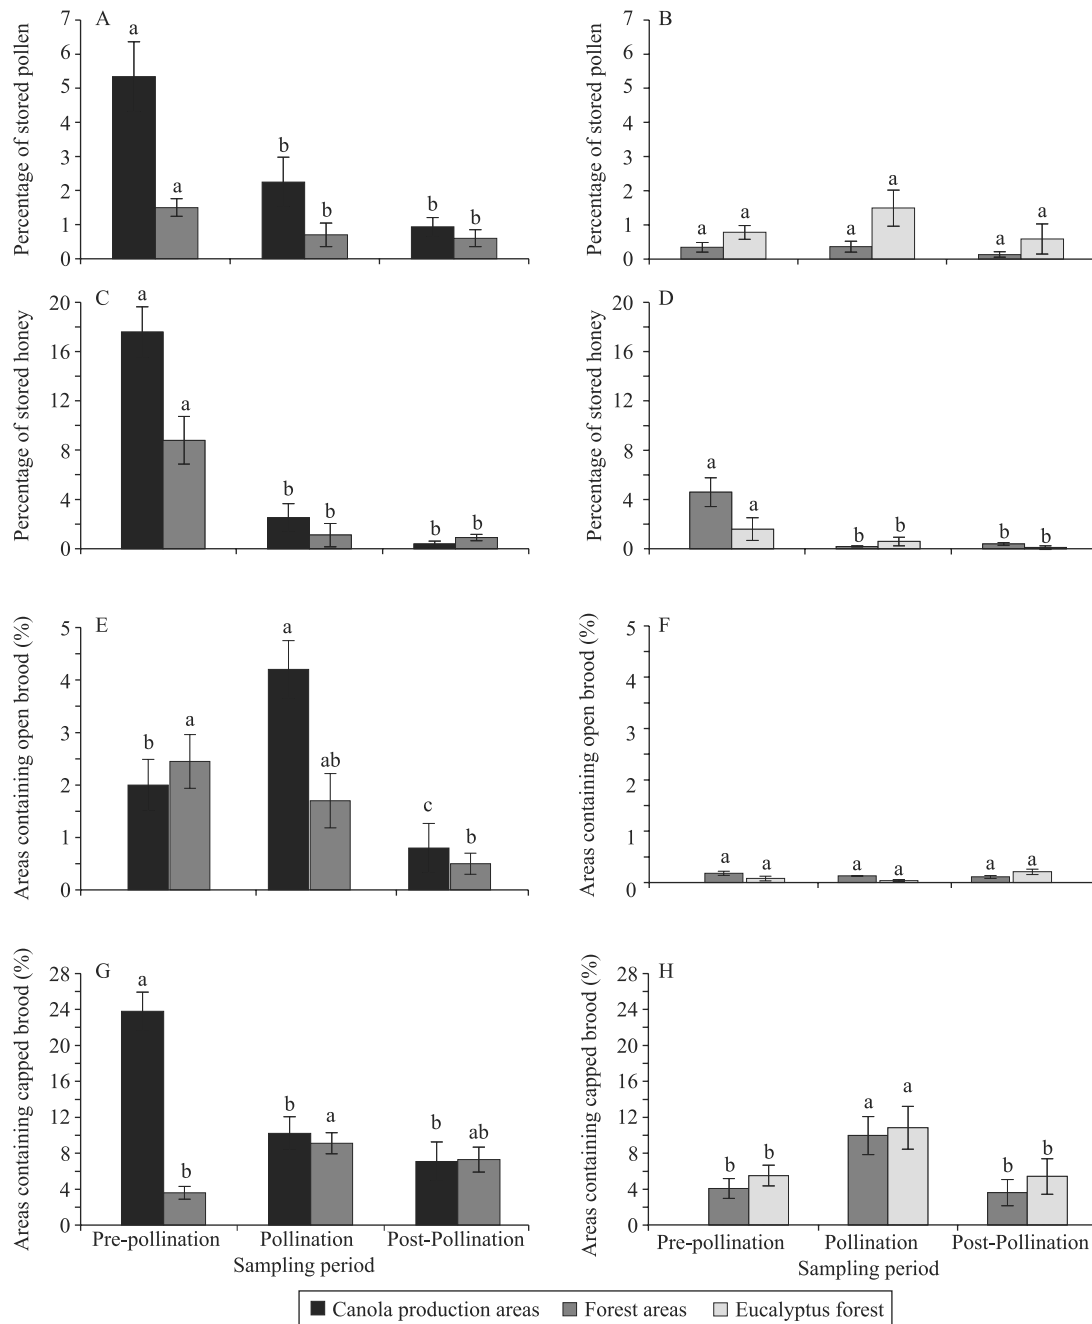 A
Percentage of stored pollen
7
6
5
4
3
2
1
0
a
a
b
b
b
b
B
Percentage of stored pollen
7
6
5
4
3
2
1
0
a
a
a
a
a
a
C
Percentage of stored honey
20
16
12
8
4
0
a
a
b
b
b
b
D
Percentage of stored honey
20
16
12
8
4
0
a
a
b
b
b
b
E
Areas containing open brood (%)
5
4
3
2
1
0
b
a
a
ab
c
b
F
Areas containing open brood (%)
5
4
3
2
1
0
a
a
a
a
a
a
G
Areas containing capped brood (%)
28
24
20
16
12
8
4
0
a
b
b
a
b
ab
Pre-pollination Pollination Post-Pollination
Sampling period
H
Areas containing capped brood (%)
28
24
20
16
12
8
4
0
b
b
a
a
b
b
Pre-pollination Pollination Post-Pollination
Sampling period
Canola production areas Forest areas Eucalyptus forest